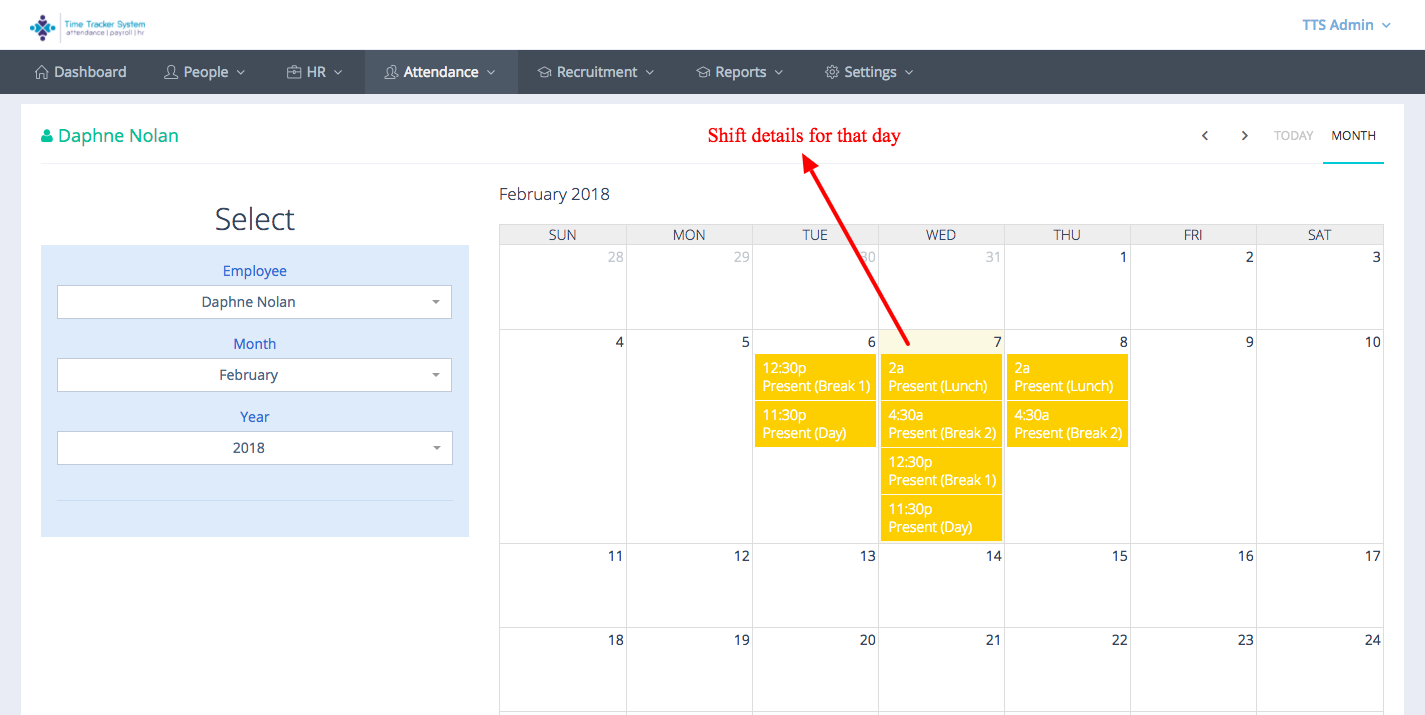 Time Tracker System
attendance | payroll | hr
TTS Admin
Dashboard People HR Attendance Recruitment Reports Settings
Daphne Nolan
Shift details for that day
TODAY MONTH
February 2018
Select
Employee
Daphne Nolan
Month
February
Year
2018
SUN MON TUE WED THU FRI SAT
28 29 30 31 1 2 3
4 5 6 7 8 9 10
12:30p
Present (Break 1)
11:30p
Present (Day)
2a
Present (Lunch)
4:30a
Present (Break 2)
12:30p
Present (Break 1)
11:30p
Present (Day)
2a
Present (Lunch)
4:30a
Present (Break 2)
11 12 13 14 15 16 17
18 19 20 21 22 23 24